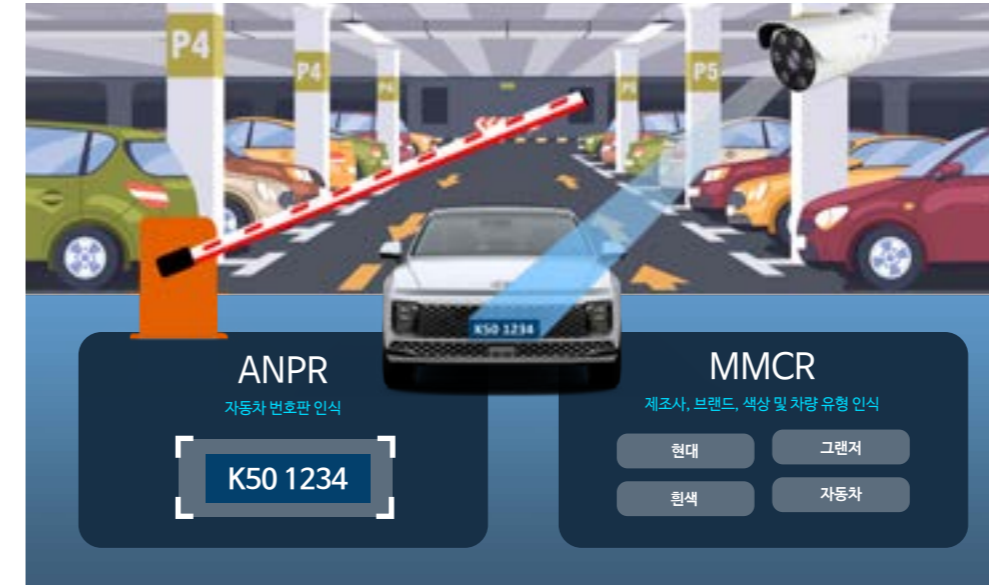 P4
P4
P4
P5
P5
K50 1234
ANPR
자동차 번호판 인식
K50 1234
MMCR
제조사, 브랜드, 색상 및 차량 유형 인식
현대
그랜저
흰색
자동차